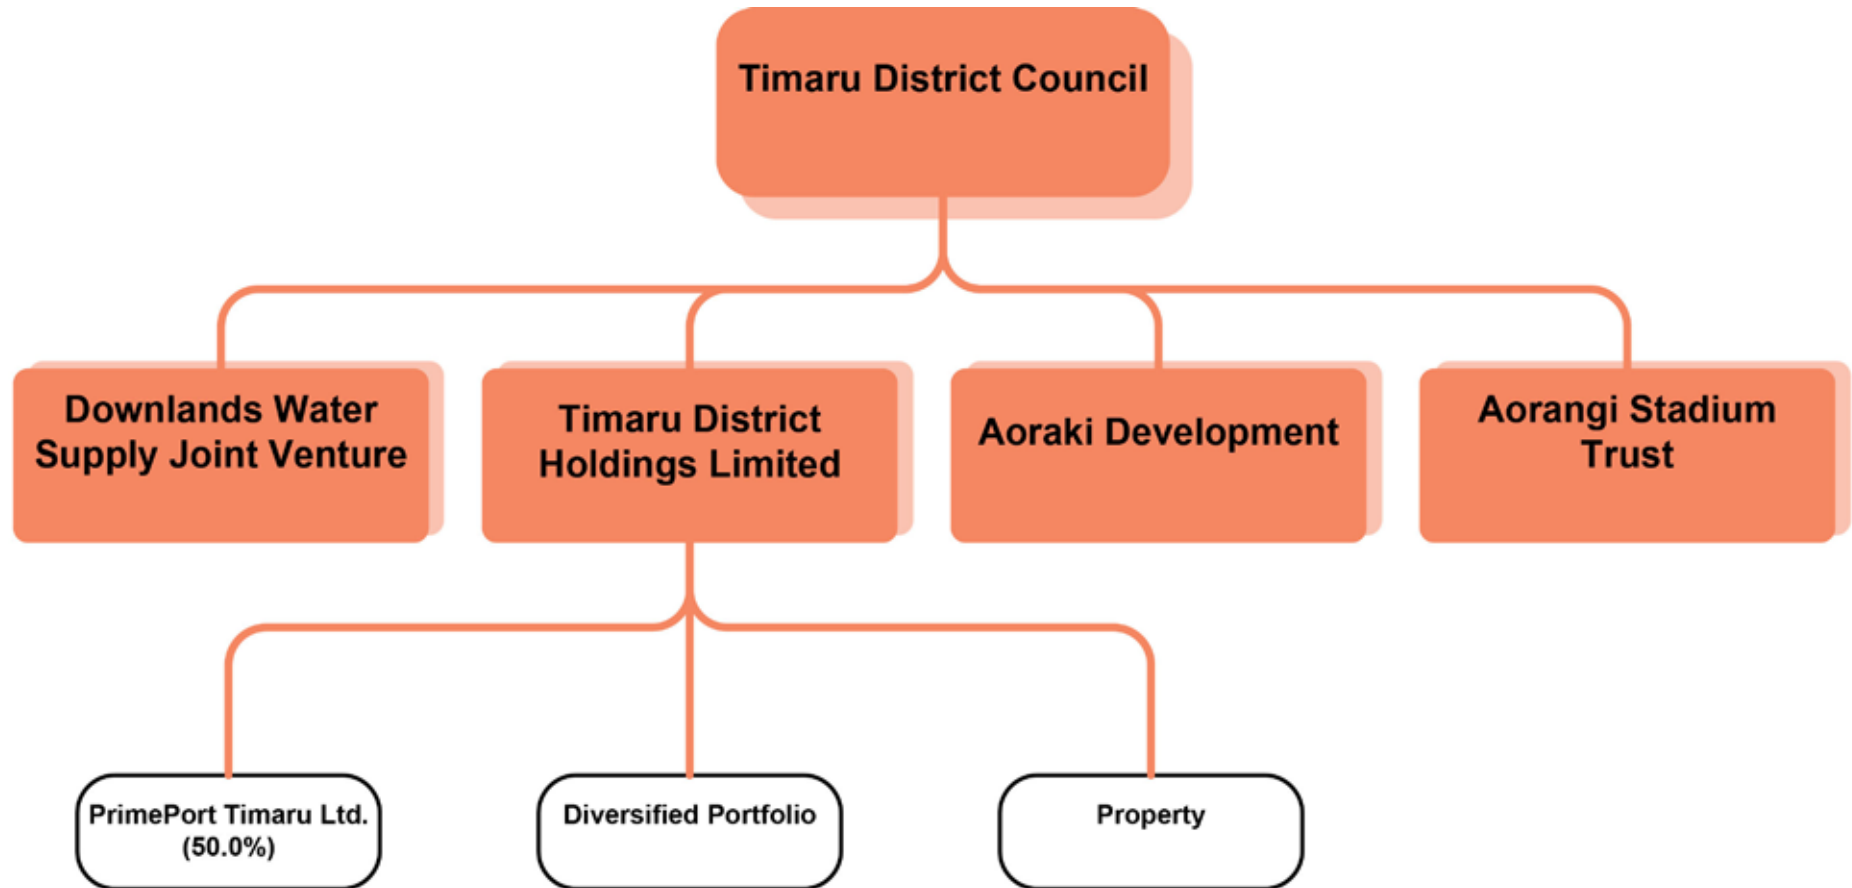 Timaru District Council
Downlands Water
Supply Joint Venture
Timaru District
Holdings Limited
Aoraki Development
Aorangi Stadium
Trust
PrimePort Timaru Ltd.
(50.0%)
Diversified Portfolio
Property